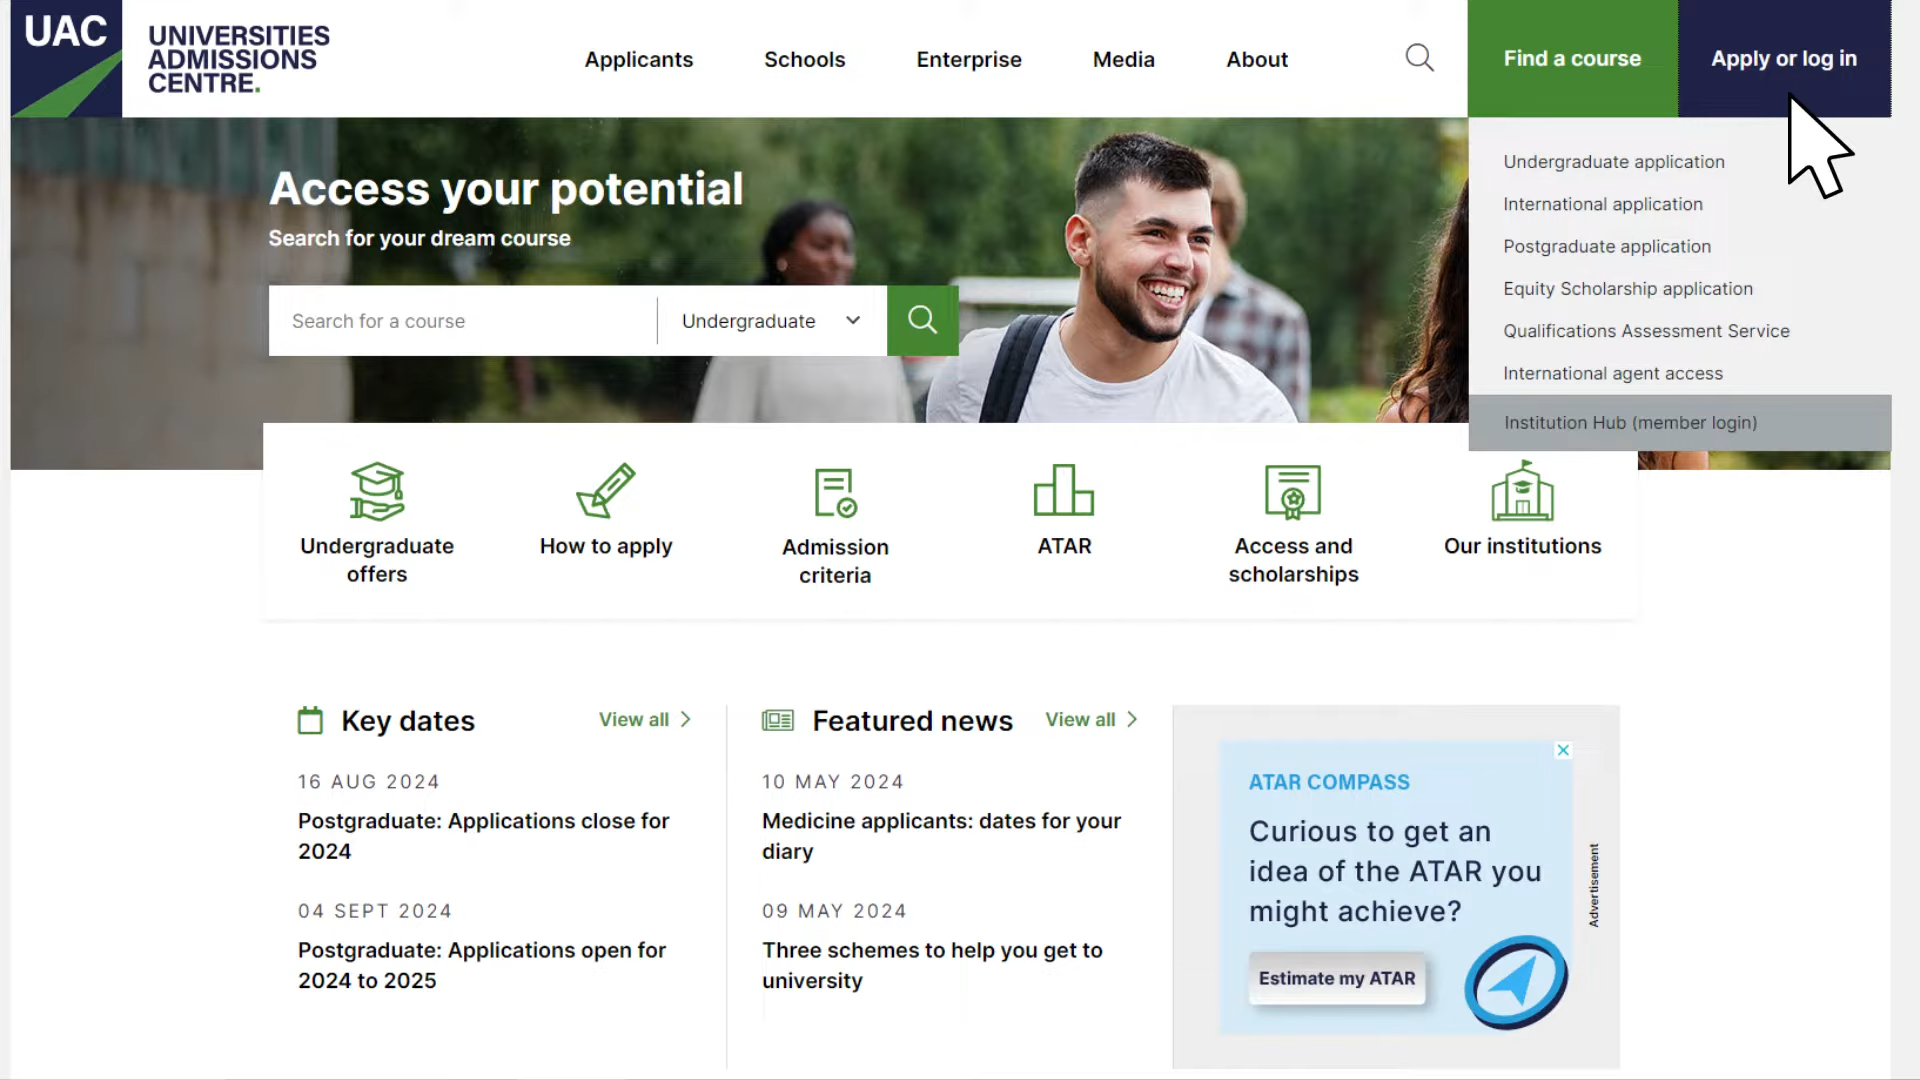 UAC
UNIVERSITIES
ADMISSIONS
CENTRE.
Applicants
Schools
Enterprise
Media
About
Find a course
Apply or log in
Undergraduate application
International application
Postgraduate application
Equity Scholarship application
Qualifications Assessment Service
International agent access
Institution Hub (member login)
Access your potential
Search for your dream course
Search for a course
Undergraduate
Undergraduate
offers
How to apply
Admission
criteria
ATAR
Access and
scholarships
Our institutions
Key dates
View all
16 AUG 2024
Postgraduate: Applications close for
2024
04 SEPT 2024
Postgraduate: Applications open for
2024 to 2025
Featured news
View all
10 MAY 2024
Medicine applicants: dates for your
diary
09 MAY 2024
Three schemes to help you get to
university
ATAR COMPASS
Curious to get an
idea of the ATAR you
might achieve?
Estimate my ATAR
Advertisement